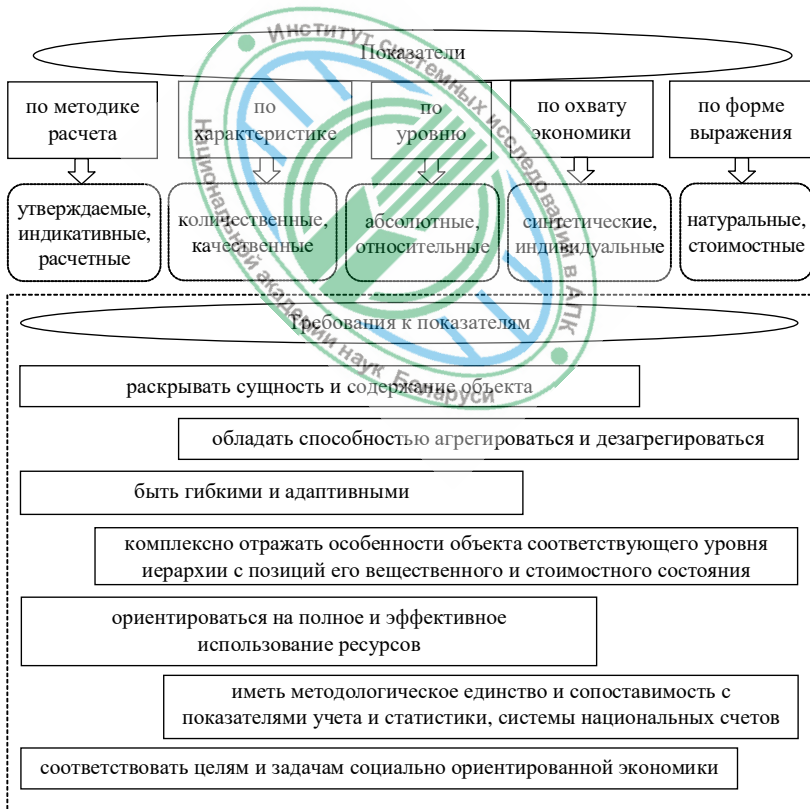 Показатели
по методике
расчета
по
характеристике
по
уровню
по охвату
экономики
по форме
выражения
утверждаемые,
индикативные,
расчетные
количественные,
качественные
абсолютные,
относительные
синтетические,
индивидуальные
натуральные,
стоимостные
Требования к показателям
раскрывать сущность и содержание объекта
обладать способностью агрегироваться и дезагрегироваться
быть гибкими и адаптивными
комплексно отражать особенности объекта соответствующего уровня
иерархии с позиций его вещественного и стоимостного состояния
ориентироваться на полное и эффективное
использование ресурсов
иметь методологическое единство и сопоставимость с
показателями учета и статистики, системы национальных счетов
соответствовать целям и задачам социально ориентированной экономики
Институт системных исследований в АПК
Национальной академии наук Беларуси